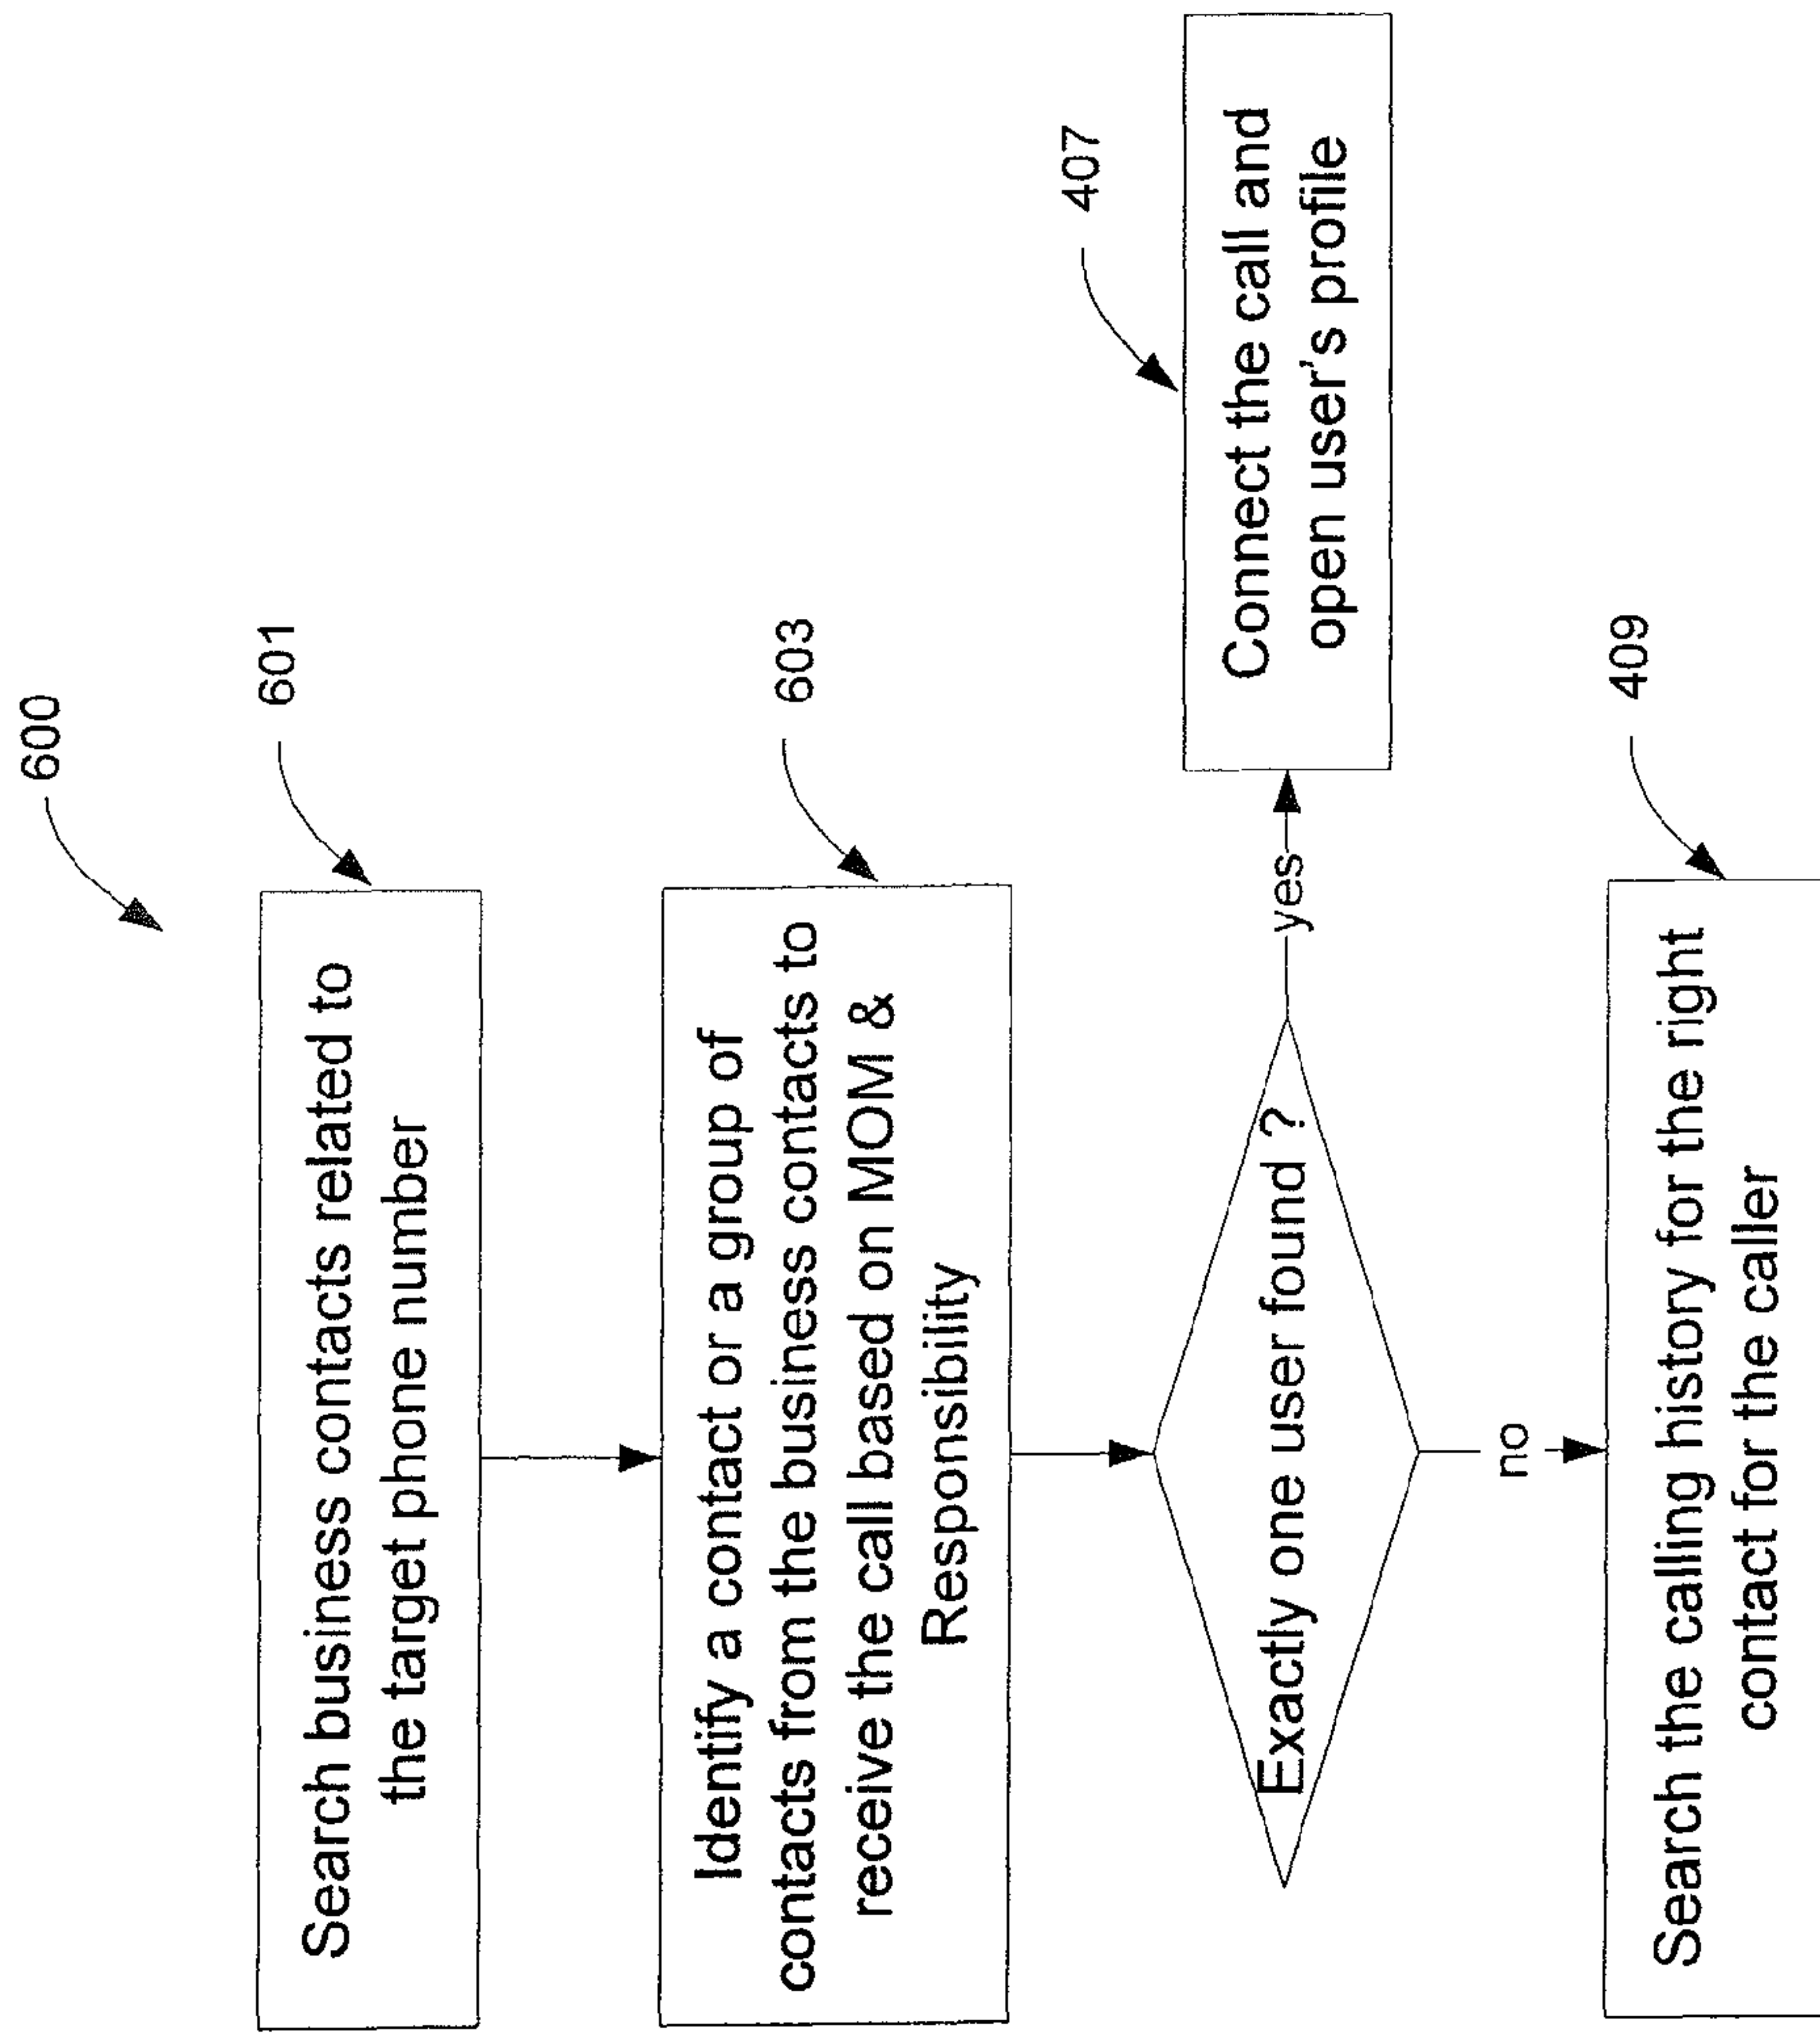 600
601
Search business contacts related to
the target phone number
603
Identify a contact or a group of
contacts from the business contacts to
receive the call based on MOM &
Responsibility
407
Exactly one user found ?
yes
Connect the call and
open user's profile
no
409
Search the calling history for the right
contact for the caller